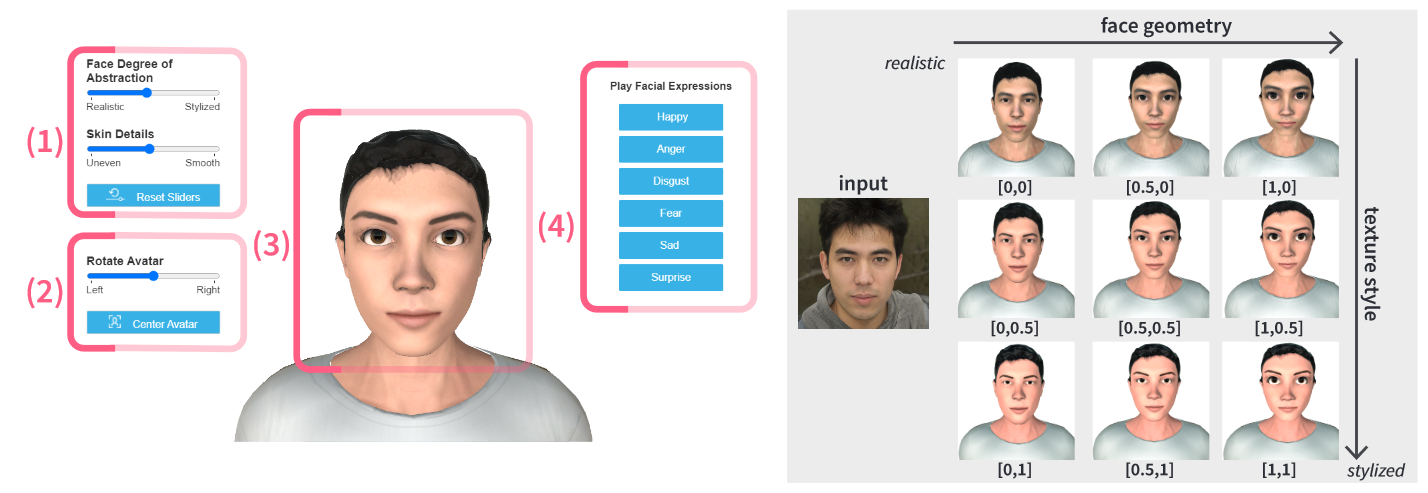 (1)
Face Degree of
Abstraction
Realistic Stylized
Skin Details
Uneven Smooth
Reset Sliders
(2)
Rotate Avatar
Left Right
Center Avatar
(3)
(4)
Play Facial Expressions
Happy
Anger
Disgust
Fear
Sad
Surprise
face geometry
realistic
input
[0,0] [0.5,0] [1,0]
[0,0.5] [0.5,0.5] [1,0.5]
[0,1] [0.5,1] [1,1]
texture style
stylized